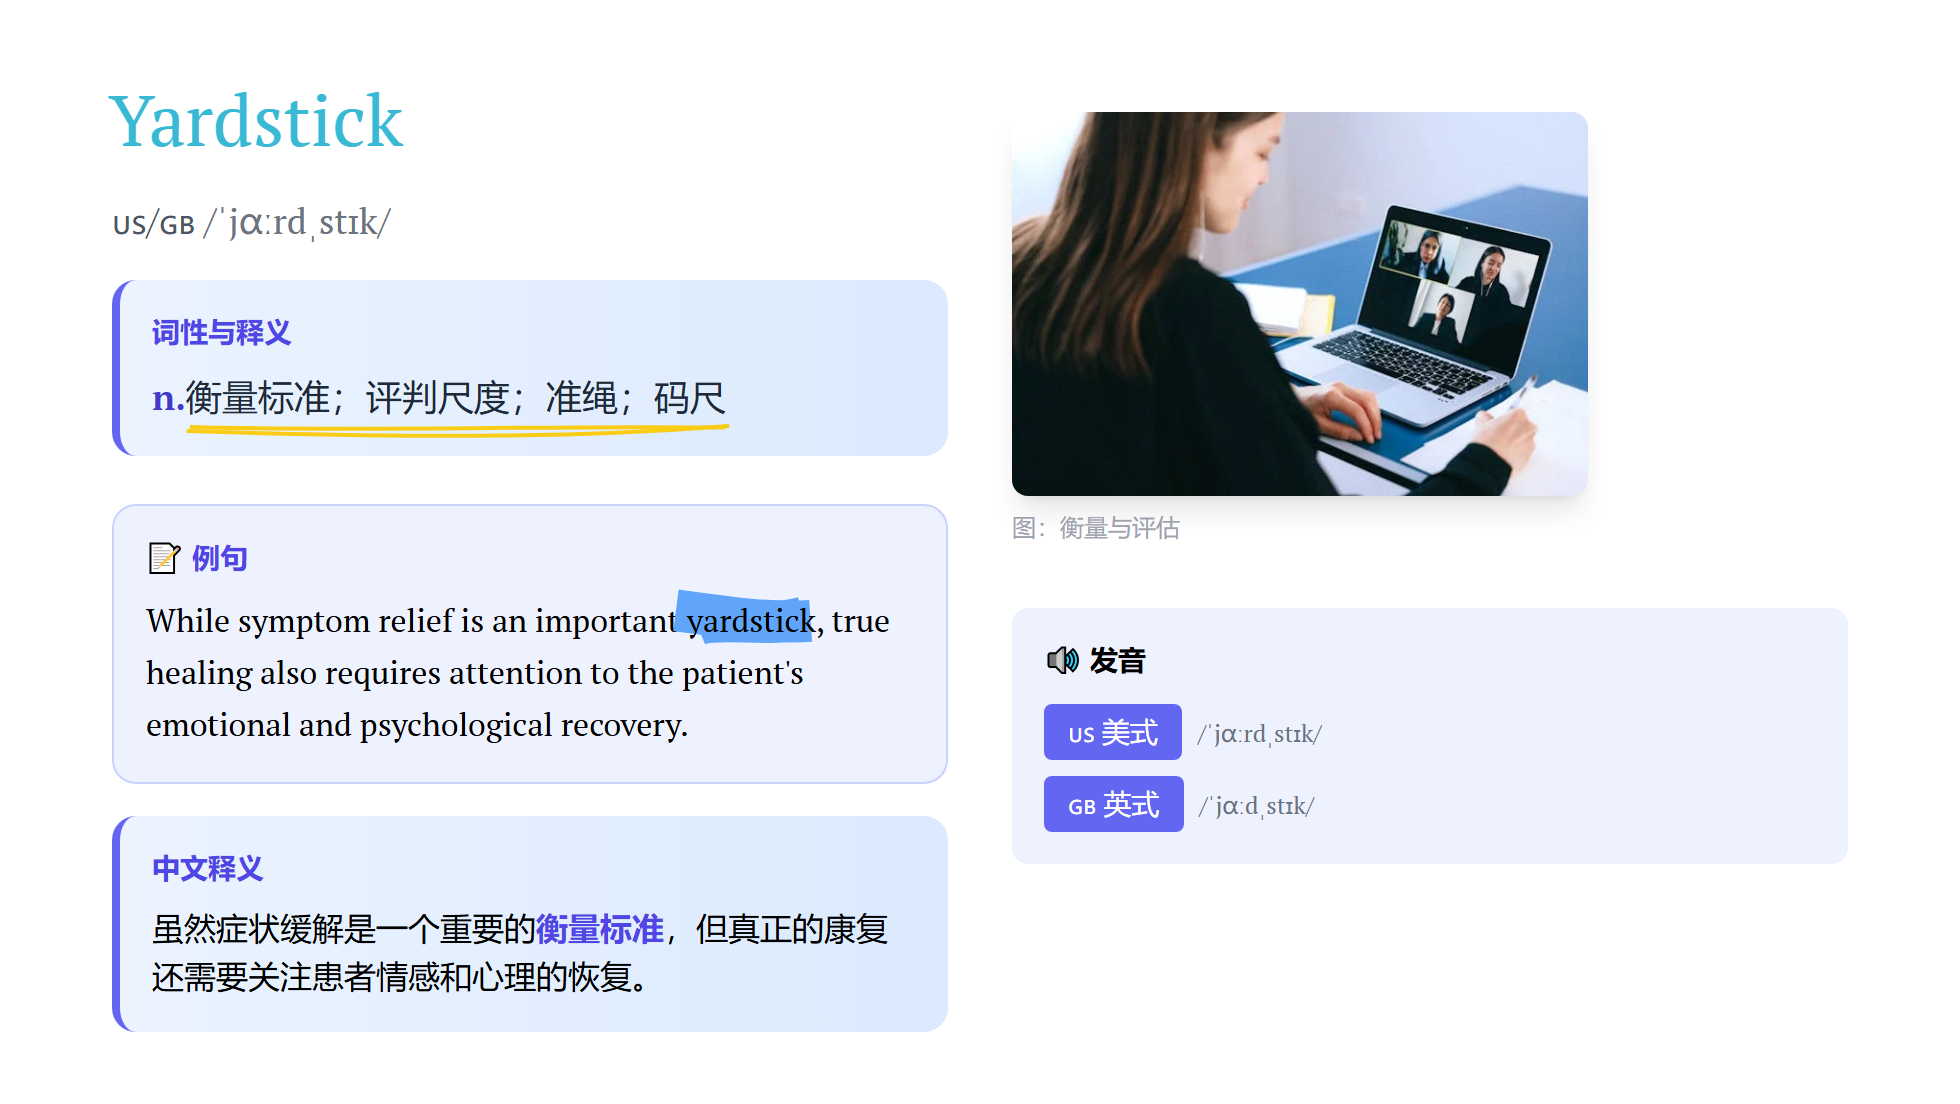 Yardstick
US/GB /ˈjɑːrdˌstɪk/
词性与释义
n.衡量标准；评判尺度；准绳；码尺
📝 例句
While symptom relief is an important yardstick, true
healing also requires attention to the patient's
emotional and psychological recovery.
中文释义
虽然症状缓解是一个重要的衡量标准，但真正的康复
还需要关注患者情感和心理的恢复。
图：衡量与评估
🔊 发音
US 美式 /ˈjɑːrdˌstɪk/
GB 英式 /ˈjɑːdˌstɪk/